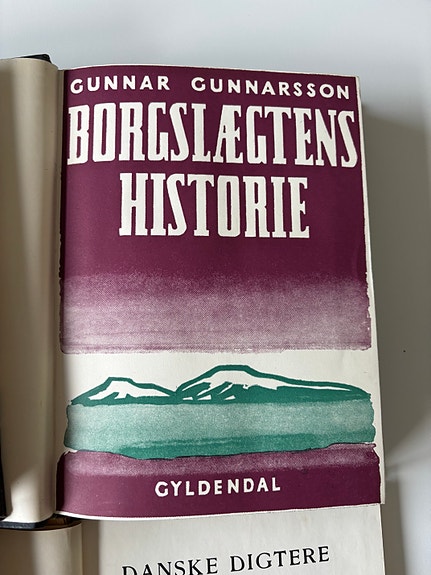 GUNNAR GUNNARSSON
BORGSLÆGTENS
HISTORIE
GYLDENDAL
DANSKE DIGTERE